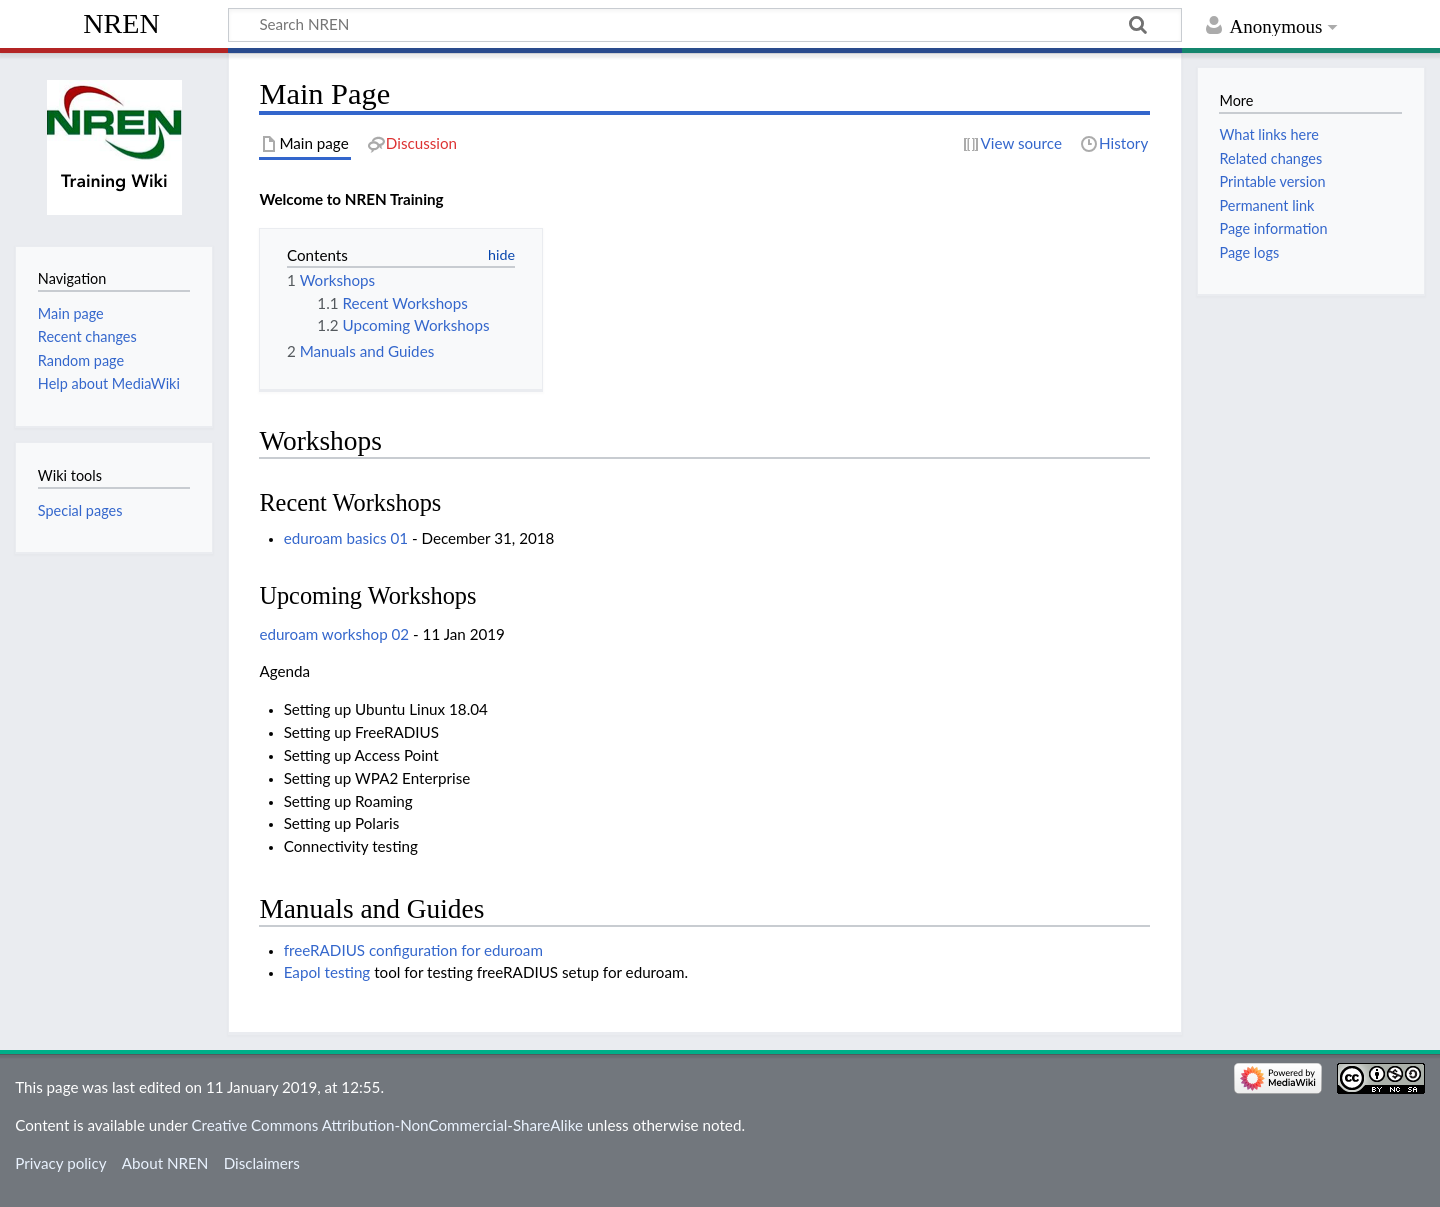 NREN
Search NREN
Anonymous
NREN
Training Wiki
Navigation
Main page
Recent changes
Random page
Help about MediaWiki
Wiki tools
Special pages
Main Page
Main page
Discussion
View source
History
Welcome to NREN Training
Contents hide
1 Workshops
1.1 Recent Workshops
1.2 Upcoming Workshops
2 Manuals and Guides
Workshops
Recent Workshops
• eduroam basics 01 - December 31, 2018
Upcoming Workshops
eduroam workshop 02 - 11 Jan 2019
Agenda
• Setting up Ubuntu Linux 18.04
• Setting up FreeRADIUS
• Setting up Access Point
• Setting up WPA2 Enterprise
• Setting up Roaming
• Setting up Polaris
• Connectivity testing
Manuals and Guides
• freeRADIUS configuration for eduroam
• Eapol testing tool for testing freeRADIUS setup for eduroam.
More
What links here
Related changes
Printable version
Permanent link
Page information
Page logs
This page was last edited on 11 January 2019, at 12:55.
Content is available under Creative Commons Attribution-NonCommercial-ShareAlike unless otherwise noted.
Privacy policy About NREN Disclaimers
Powered by
MediaWiki
cc
BY NC SA